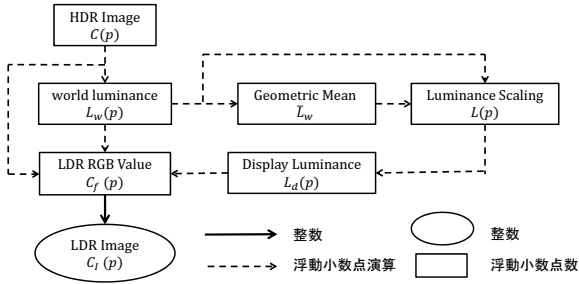 HDR Image
C(p)
world luminance
L_w(p)
Geometric Mean
L̄_w
Luminance Scaling
L(p)
LDR RGB Value
C_f (p)
Display Luminance
L_d(p)
LDR Image
C_I (p)
整数
整数
浮動小数点演算
浮動小数点数